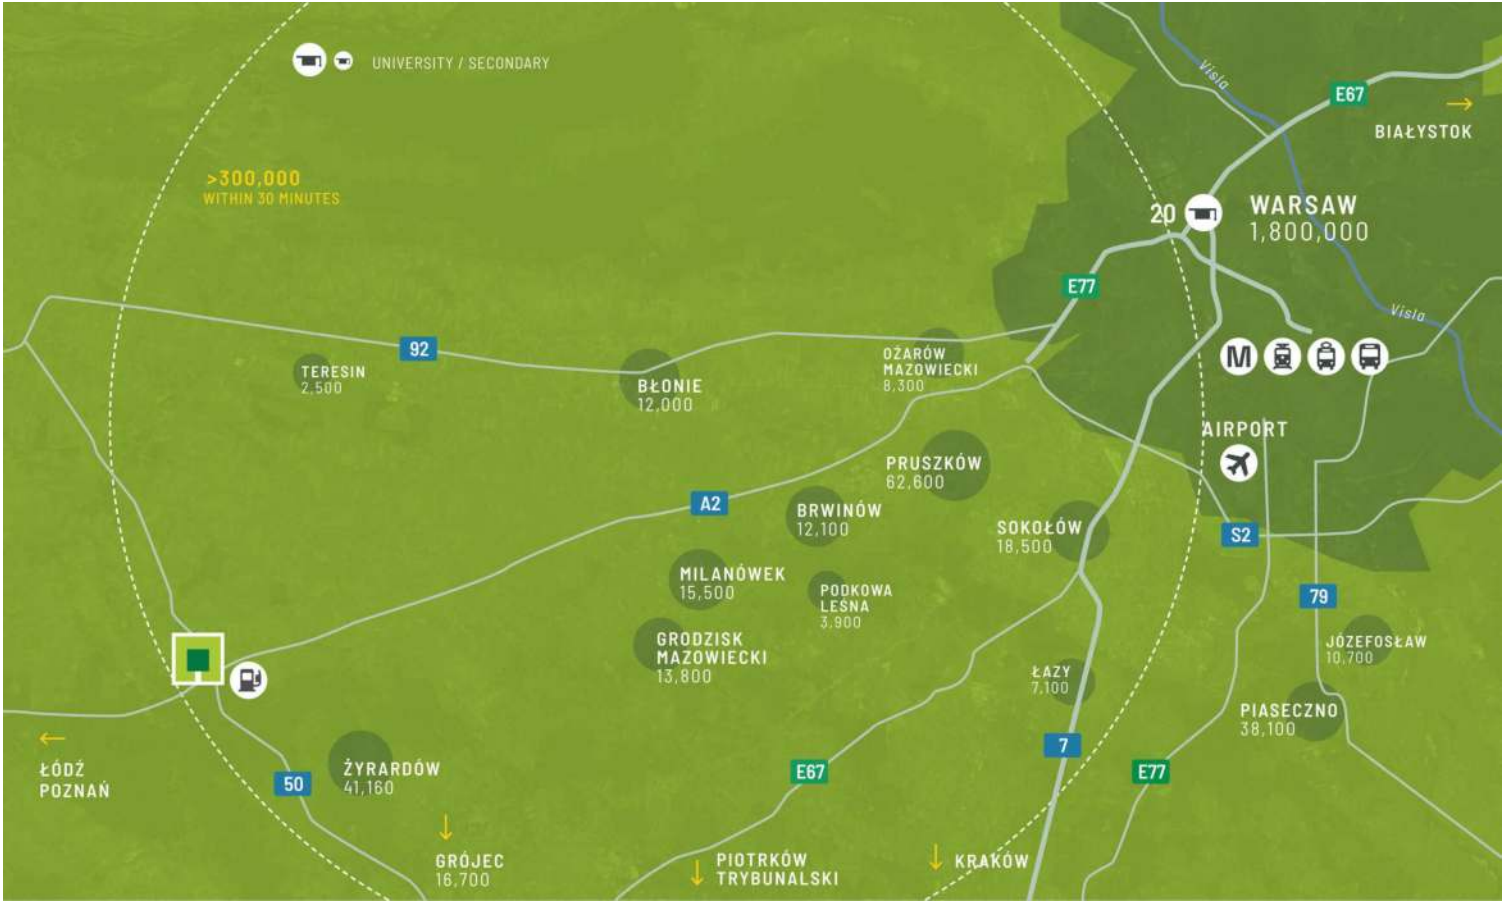 UNIVERSITY / SECONDARY
Visla
E67
BIAŁYSTOK
>300,000
WITHIN 30 MINUTES
20
WARSAW
1,800,000
E77
Visla
92
TERESIN
2,500
BŁONIE
12,000
OŻARÓW
MAZOWIECKI
8,300
M
AIRPORT
PRUSZKÓW
62,600
A2
BRWINÓW
12,100
SOKOŁÓW
18,500
S2
MILANÓWEK
15,500
PODKOWA
LEŚNA
3,900
79
GRODZISK
MAZOWIECKI
13,800
JÓZEFOSŁAW
10,700
ŁAZY
7,100
PIASECZNO
38,100
7
ŁÓDŹ
POZNAŃ
50
ŻYRARDÓW
41,160
E67
E77
GRÓJEC
16,700
PIOTRKÓW
TRYBUNALSKI
KRAKÓW